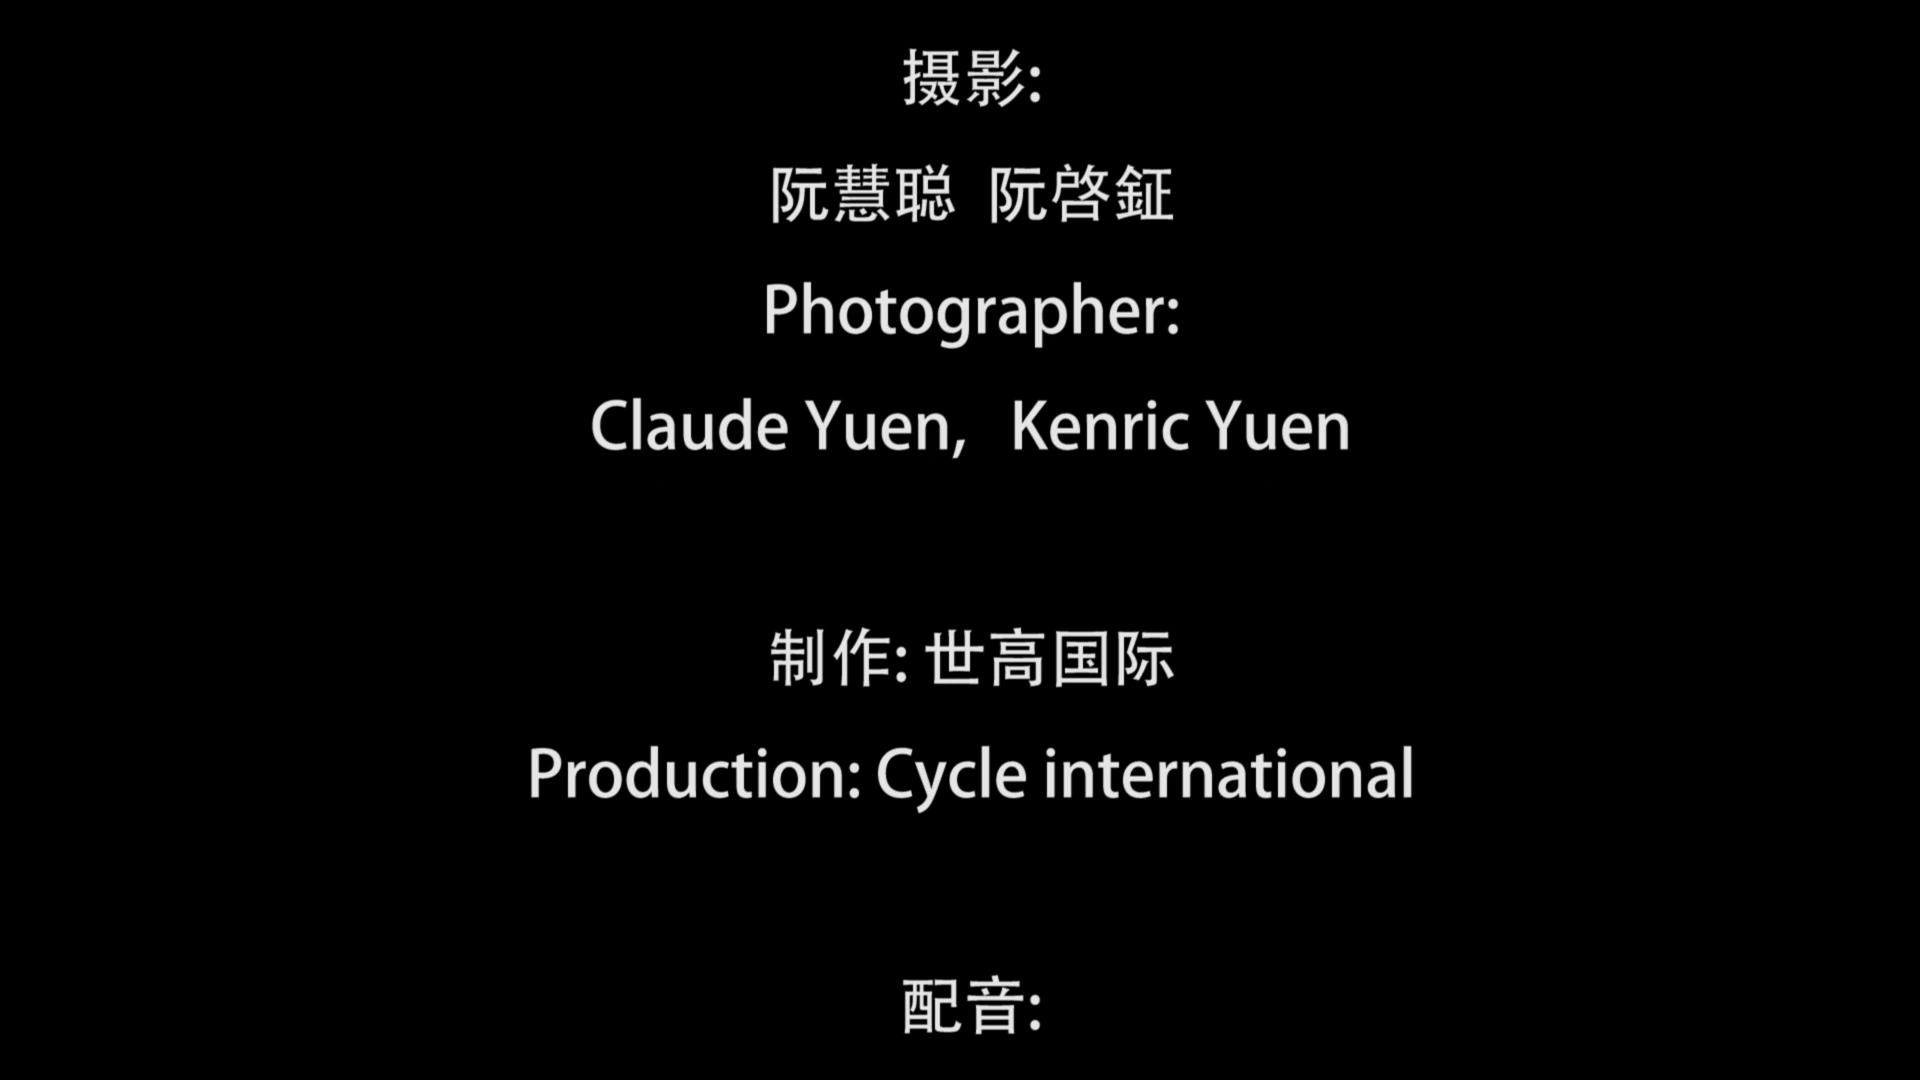 摄影:
阮慧聪 阮啓鉦
Photographer:
Claude Yuen, Kenric Yuen
制作: 世高国际
Production: Cycle international
配音: